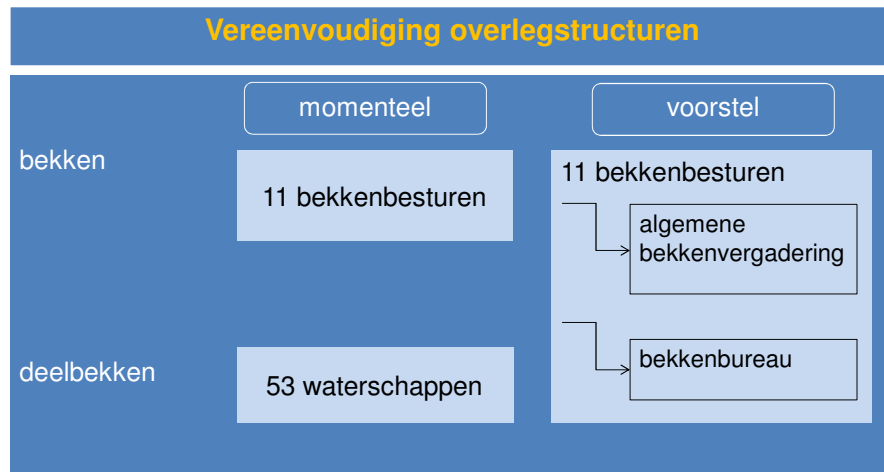 Vereenvoudiging overlegstructuren
momenteel
voorstel
bekken
11 bekkenbesturen
11 bekkenbesturen
algemene
bekkenvergadering
deelbekken
53 waterschappen
bekkenbureau